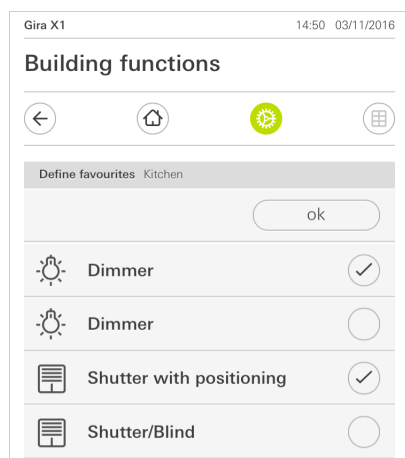 Gira X1 14:50 03/11/2016
Building functions
Define favourites Kitchen
ok
Dimmer
Dimmer
Shutter with positioning
Shutter/Blind